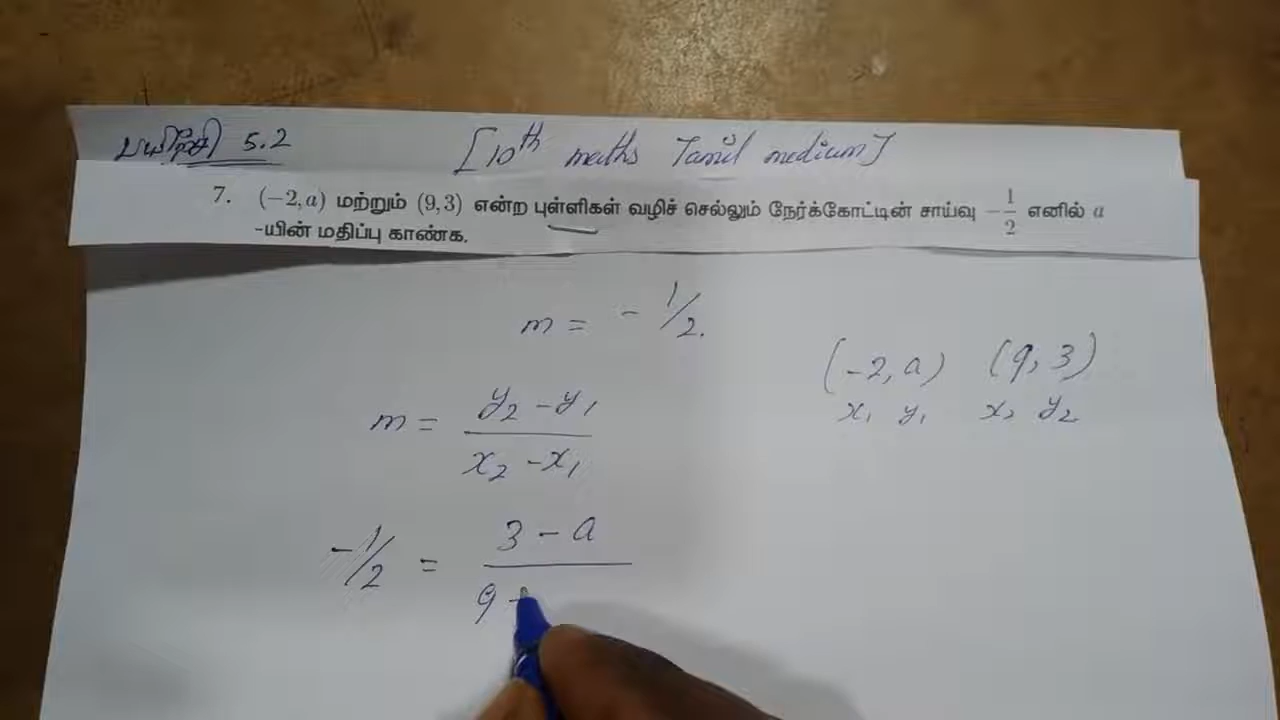 பயிற்சி 5.2 [10th maths Tamil medium]
7. (−2, a) மற்றும் (9, 3) என்ற புள்ளிகள் வழிச் செல்லும் நேர்க்கோட்டின் சாய்வு −1/2 எனில் a
-யின் மதிப்பு காண்க.
m = - 1/2.
(-2, a) (9, 3)
x₁ y₁ x₂ y₂
m = y₂ - y₁ / x₂ - x₁
-1/2 = 3 - a / 9 -